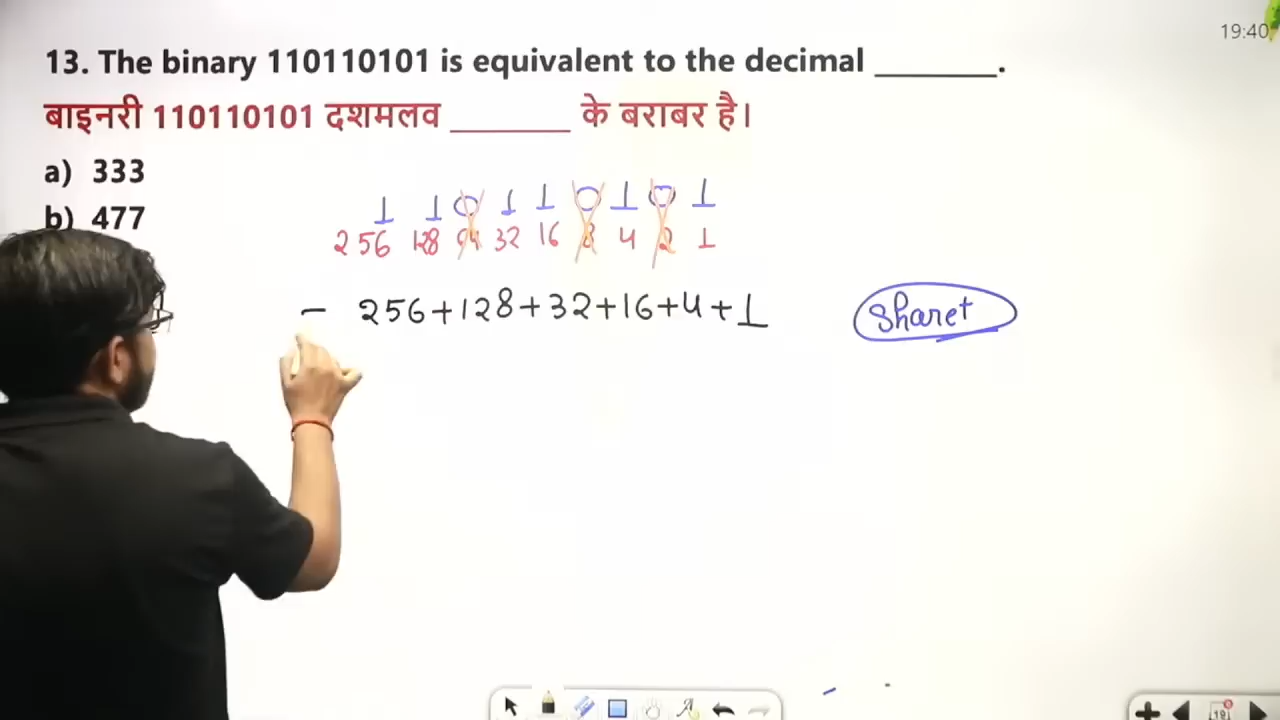 19:40
13. The binary 110110101 is equivalent to the decimal ________.
बाइनरी 110110101 दशमलव ________ के बराबर है।
a) 333
b) 477
1 1 0 1 1 0 1 0 1
256 128 64 32 16 8 4 2 1
- 256+128+32+16+4+1
Sharet
19